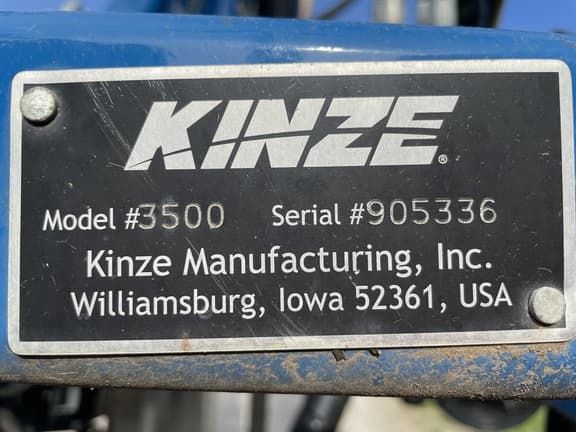 KINZE®
Model #3500 Serial #905336
Kinze Manufacturing, Inc.
Williamsburg, Iowa 52361, USA